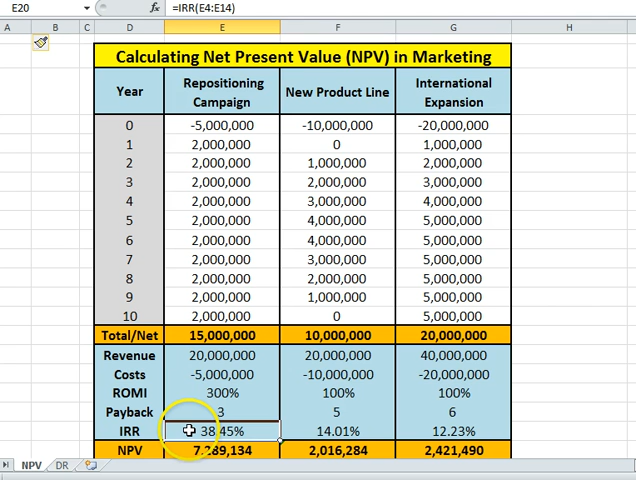 E20 fx =IRR(E4:E14)
A B C D E F G H
Calculating Net Present Value (NPV) in Marketing
Year Repositioning Campaign New Product Line International Expansion
0 -5,000,000 -10,000,000 -20,000,000
1 2,000,000 0 1,000,000
2 2,000,000 1,000,000 2,000,000
3 2,000,000 2,000,000 3,000,000
4 2,000,000 3,000,000 4,000,000
5 2,000,000 4,000,000 5,000,000
6 2,000,000 4,000,000 5,000,000
7 2,000,000 3,000,000 5,000,000
8 2,000,000 2,000,000 5,000,000
9 2,000,000 1,000,000 5,000,000
10 2,000,000 0 5,000,000
Total/Net 15,000,000 10,000,000 20,000,000
Revenue 20,000,000 20,000,000 40,000,000
Costs -5,000,000 -10,000,000 -20,000,000
ROMI 300% 100% 100%
Payback 3 5 6
IRR 38.45% 14.01% 12.23%
NPV 7,289,134 2,016,284 2,421,490
NPV DR